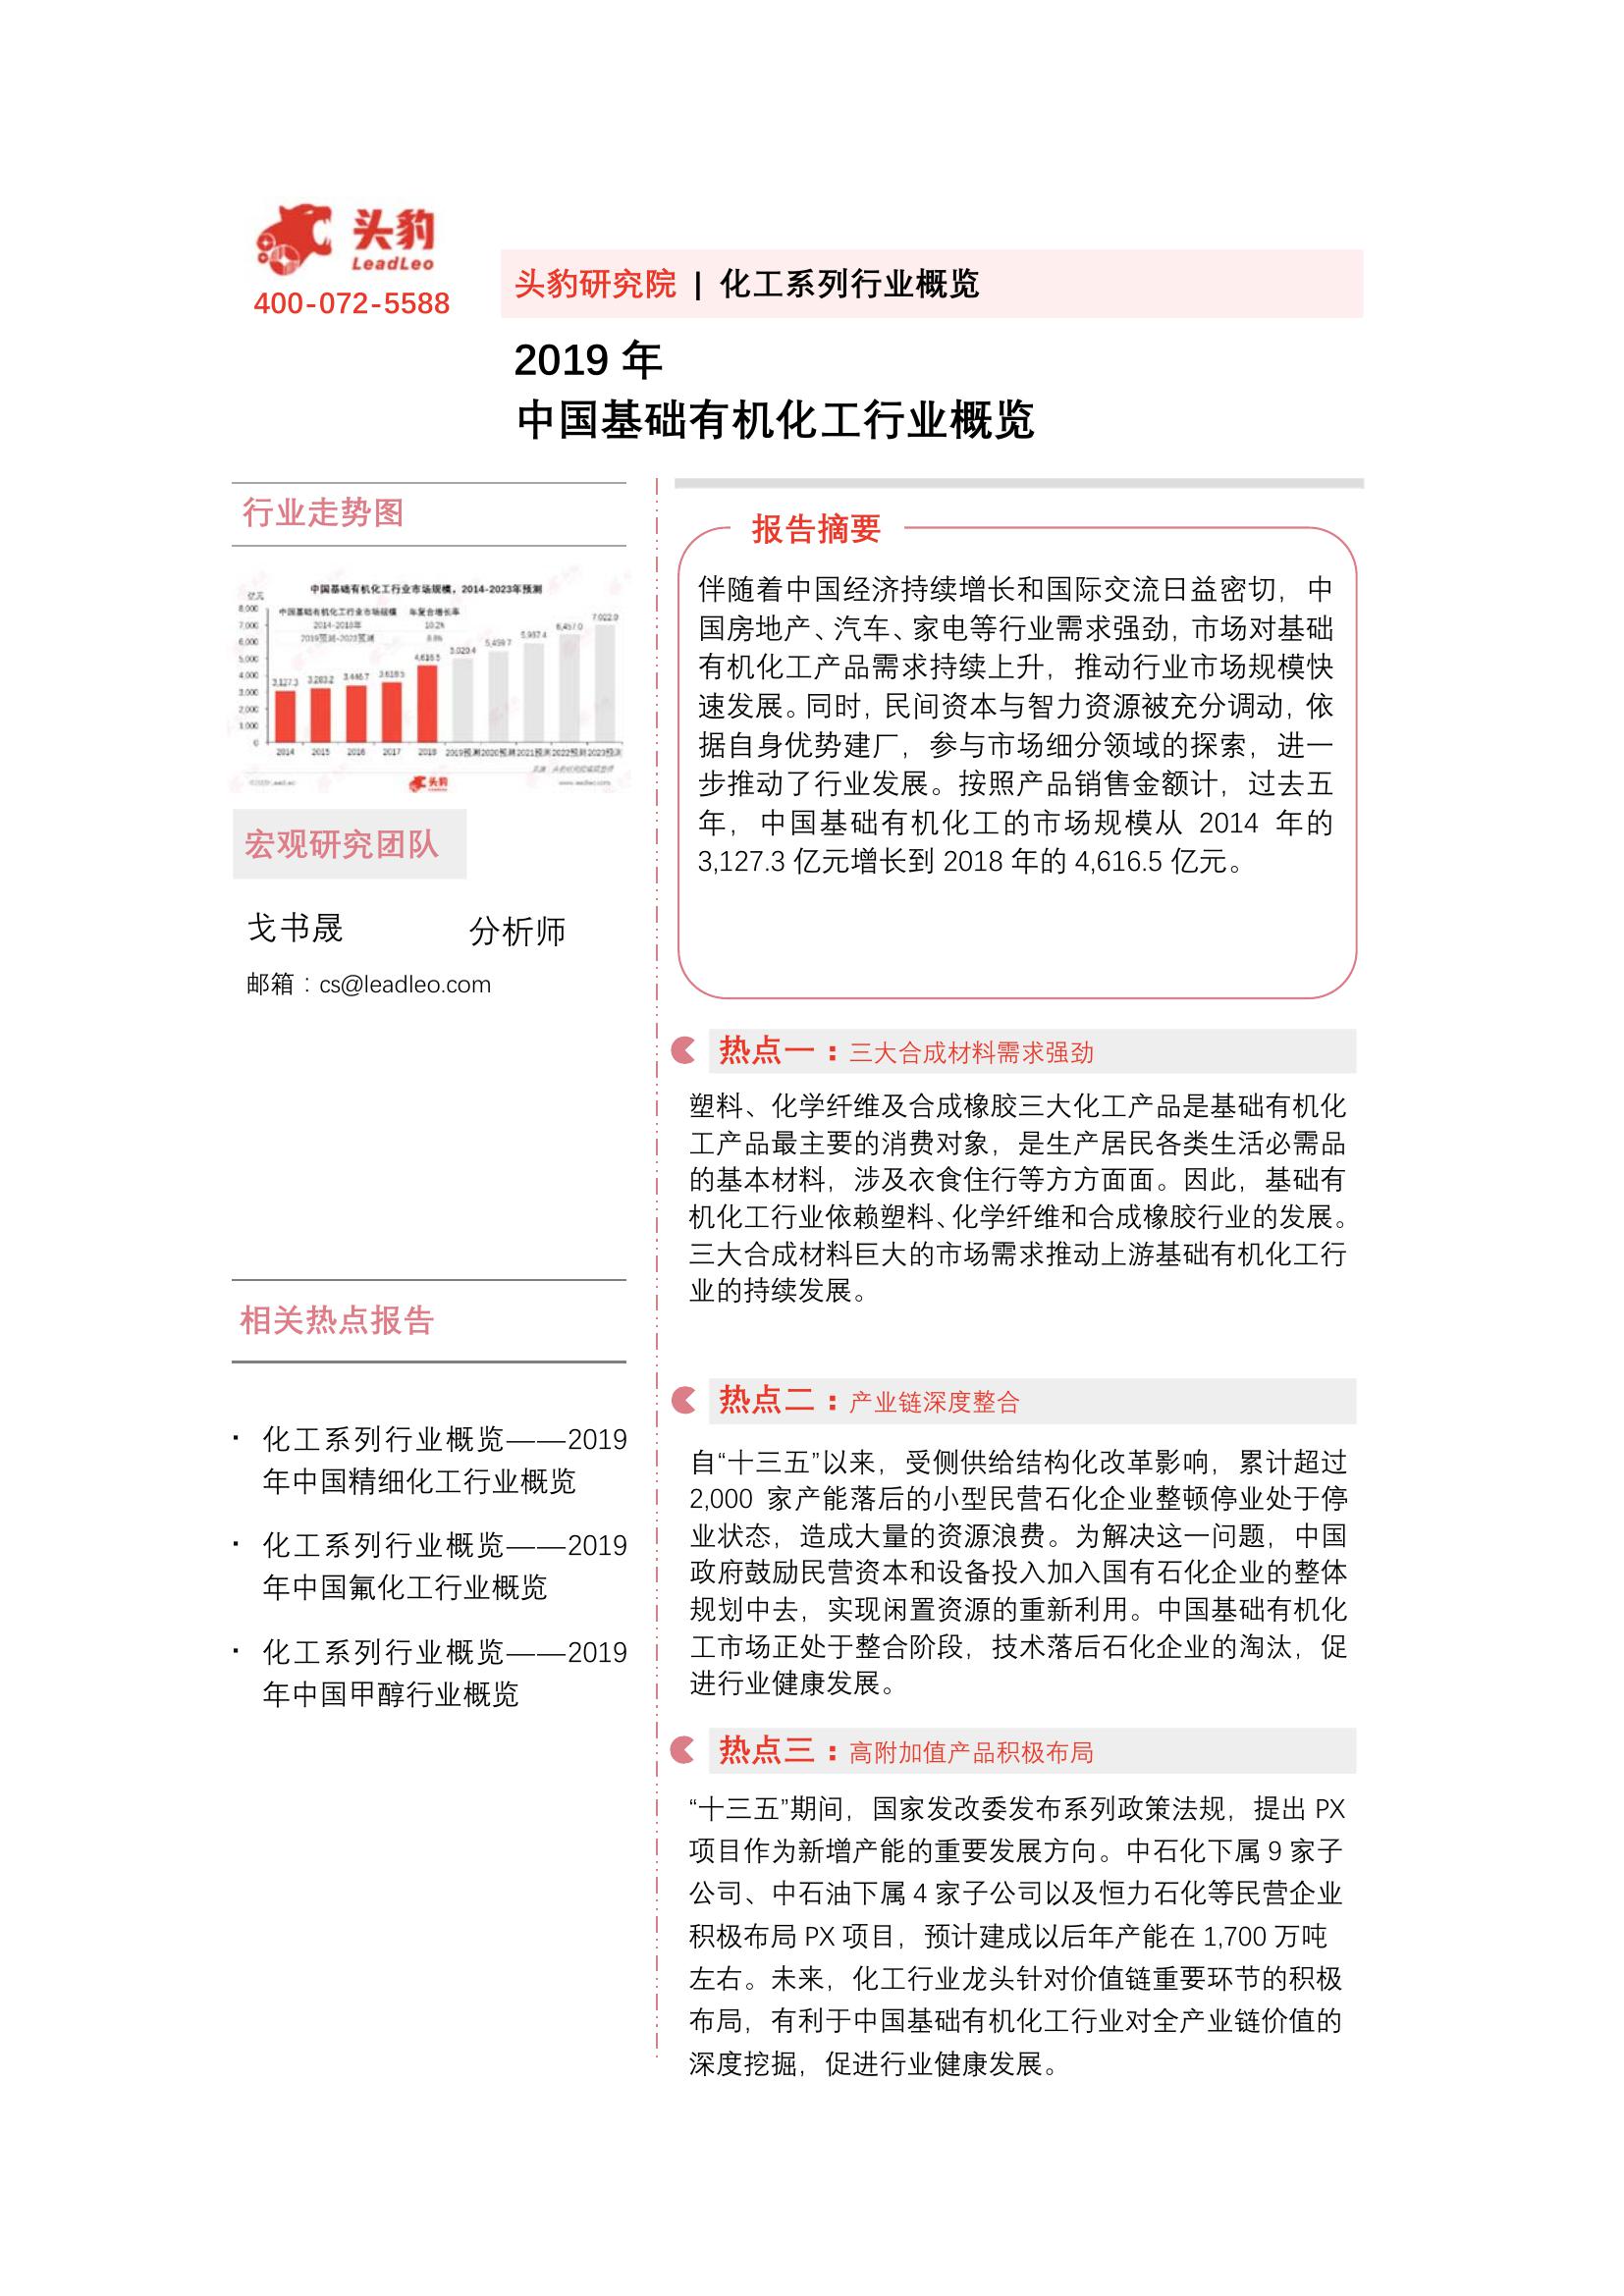 头豹
LeadLeo
400-072-5588
头豹研究院 | 化工系列行业概览
2019 年
中国基础有机化工行业概览
行业走势图
中国基础有机化工行业市场规模，2014-2023年预测
亿元
中国基础有机化工行业市场规模 年复合增长率
2014-2018年 10.2%
2019预测-2023预测 8.8%
8,000
7,000
6,000
5,000
4,000
3,000
2,000
1,000
0
3,127.3
3,283.2
3,446.7
3,618.5
4,616.5
5,020.4
5,459.7
5,937.4
6,457.0
7,022.0
2014 2015 2016 2017 2018 2019预测 2020预测 2021预测 2022预测 2023预测
头豹
www.leadleo.com
宏观研究团队
戈书晟 分析师
邮箱：cs@leadleo.com
相关热点报告
· 化工系列行业概览——2019
年中国精细化工行业概览
· 化工系列行业概览——2019
年中国氟化工行业概览
· 化工系列行业概览——2019
年中国甲醇行业概览
报告摘要
伴随着中国经济持续增长和国际交流日益密切，中
国房地产、汽车、家电等行业需求强劲，市场对基础
有机化工产品需求持续上升，推动行业市场规模快
速发展。同时，民间资本与智力资源被充分调动，依
据自身优势建厂，参与市场细分领域的探索，进一
步推动了行业发展。按照产品销售金额计，过去五
年，中国基础有机化工的市场规模从 2014 年的
3,127.3 亿元增长到 2018 年的 4,616.5 亿元。
热点一：三大合成材料需求强劲
塑料、化学纤维及合成橡胶三大化工产品是基础有机化
工产品最主要的消费对象，是生产居民各类生活必需品
的基本材料，涉及衣食住行等方方面面。因此，基础有
机化工行业依赖塑料、化学纤维和合成橡胶行业的发展。
三大合成材料巨大的市场需求推动上游基础有机化工行
业的持续发展。
热点二：产业链深度整合
自“十三五”以来，受侧供给结构化改革影响，累计超过
2,000 家产能落后的小型民营石化企业整顿停业处于停
业状态，造成大量的资源浪费。为解决这一问题，中国
政府鼓励民营资本和设备投入加入国有石化企业的整体
规划中去，实现闲置资源的重新利用。中国基础有机化
工市场正处于整合阶段，技术落后石化企业的淘汰，促
进行业健康发展。
热点三：高附加值产品积极布局
“十三五”期间，国家发改委发布系列政策法规，提出 PX
项目作为新增产能的重要发展方向。中石化下属 9 家子
公司、中石油下属 4 家子公司以及恒力石化等民营企业
积极布局 PX 项目，预计建成以后年产能在 1,700 万吨
左右。未来，化工行业龙头针对价值链重要环节的积极
布局，有利于中国基础有机化工行业对全产业链价值的
深度挖掘，促进行业健康发展。